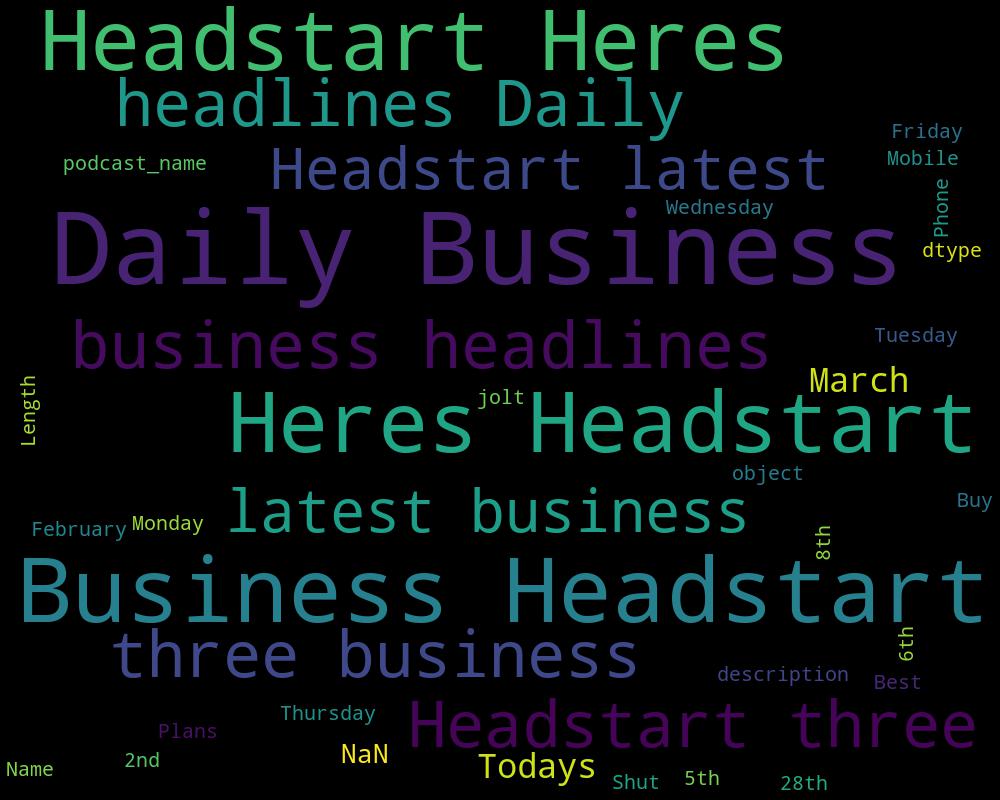 Headstart Heres
headlines Daily
Friday
podcast_name
Headstart latest
Mobile
Phone
Wednesday
Daily Business
dtype
Tuesday
business headlines
March
Length
jolt
Heres Headstart
object
Buy
latest business
February
Monday
8th
Business Headstart
6th
three business
description
Best
Thursday
Headstart three
Plans
NaN
2nd
Todays
Name
Shut
5th
28th